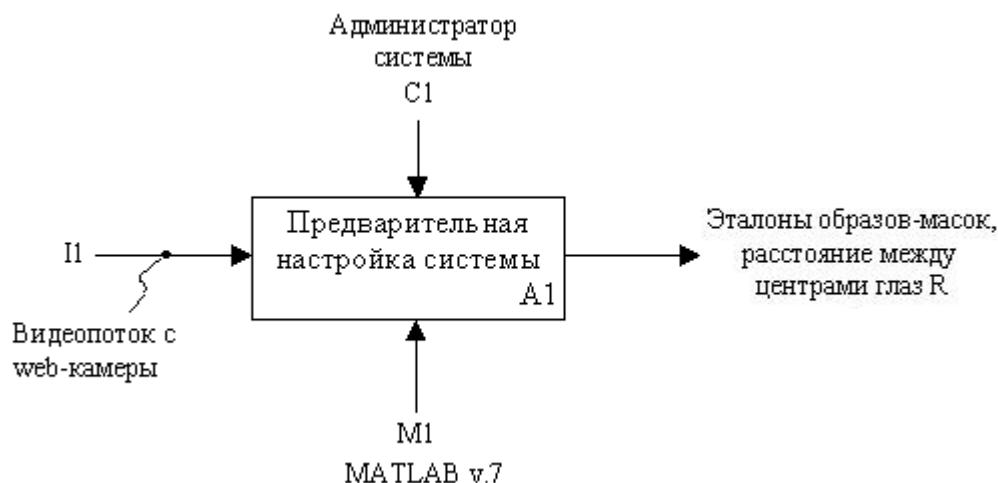 Администратор
системы
C1
Предварительная
настройка системы
A1
I1
Видеопоток с
web-камеры
Эталоны образов-масок,
расстояние между
центрами глаз R
M1
MATLAB v.7